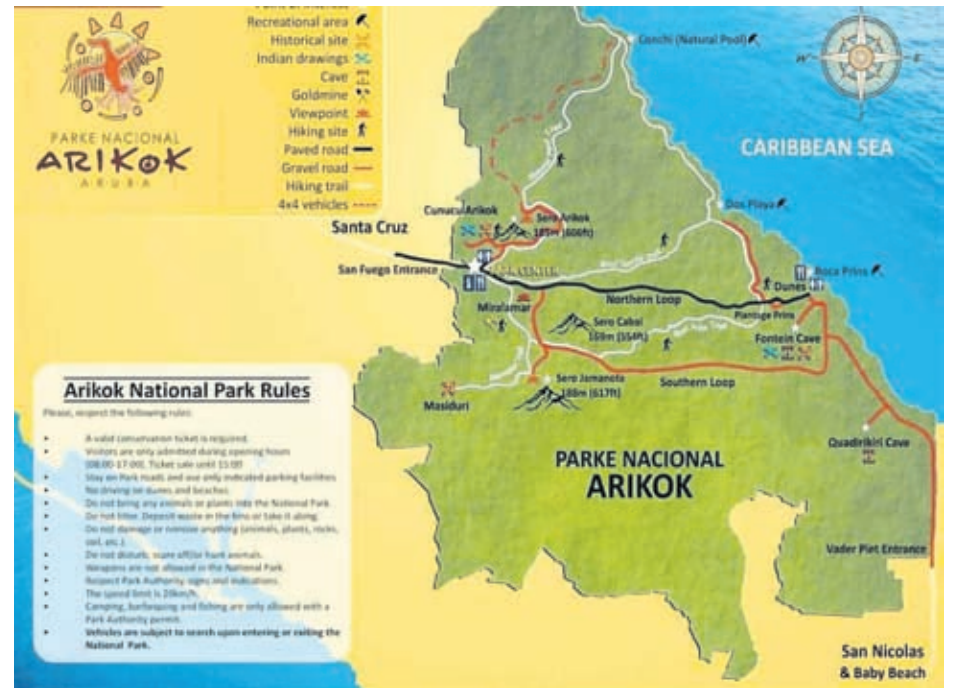 Recreational area
Historical site
Indian drawings
Cave
Goldmine
Viewpoint
Hiking site
Paved road
Gravel road
Hiking trail
4x4 vehicles
PARKE NACIONAL
ARIKOK
ARUBA
Conchi (Natural Pool)
W
E
CARIBBEAN SEA
Dos Playa
Cunucu Arikok
Sero Arikok
185m (606ft)
Santa Cruz
San Fuego Entrance
CENTER
Boca Prins
Dunes
Northern Loop
Plantage Prins
Miralamar
Sero Cabai
169m (554ft)
Fontein Cave
Sero Jamanota
188m (617ft)
Southern Loop
Masiduri
Quadirikiri Cave
PARKE NACIONAL
ARIKOK
Vader Piet Entrance
San Nicolas
& Baby Beach
Arikok National Park Rules
Please, respect the following rules:
• A valid conservation ticket is required.
• Visitors are only admitted during opening hours
(08:00-17:00). Ticket sale until 15:00
• Stay on Park roads and use only indicated parking facilities
• No driving on dunes and beaches.
• Do not bring any animals or plants into the National Park
• Do not litter. Deposit waste in the bins or take it along.
• Do not damage or remove anything (animals, plants, rocks,
soil, etc.).
• Do not disturb, scare off/or hunt animals.
• Weapons are not allowed in the National Park.
• Respect Park Authority signs and indications.
• The speed limit is 20km/h.
• Camping, barbequing and fishing are only allowed with a
Park Authority permit.
• Vehicles are subject to search upon entering or exiting the
National Park.